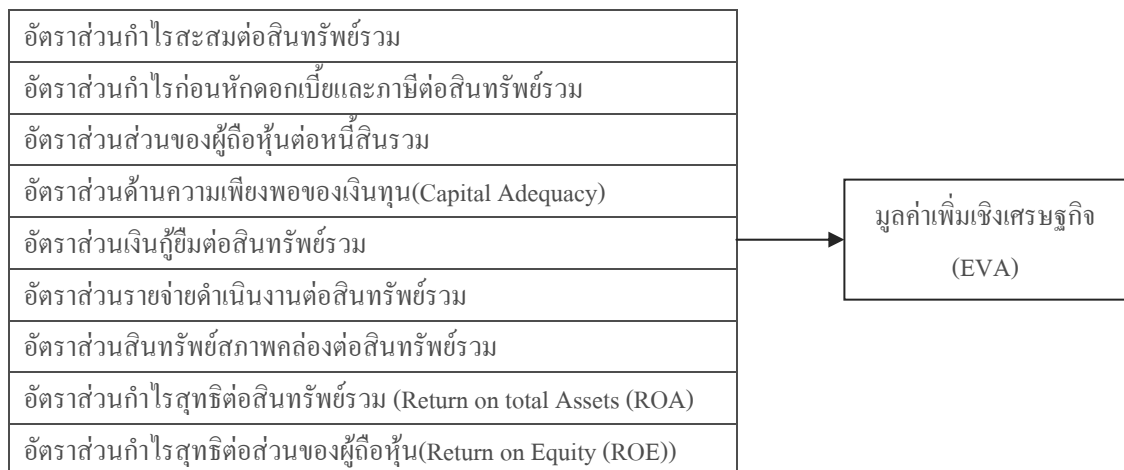 อัตราส่วนกำไรสะสมต่อสินทรัพย์รวม
อัตราส่วนกำไรก่อนหักดอกเบี้ยและภาษีต่อสินทรัพย์รวม
อัตราส่วนส่วนของผู้ถือหุ้นต่อหนี้สินรวม
อัตราส่วนด้านความเพียงพอของเงินทุน(Capital Adequacy)
อัตราส่วนเงินกู้ยืมต่อสินทรัพย์รวม
อัตราส่วนรายจ่ายดำเนินงานต่อสินทรัพย์รวม
อัตราส่วนสินทรัพย์สภาพคล่องต่อสินทรัพย์รวม
อัตราส่วนกำไรสุทธิต่อสินทรัพย์รวม (Return on total Assets (ROA)
อัตราส่วนกำไรสุทธิต่อส่วนของผู้ถือหุ้น(Return on Equity (ROE))
มูลค่าเพิ่มเชิงเศรษฐกิจ
(EVA)